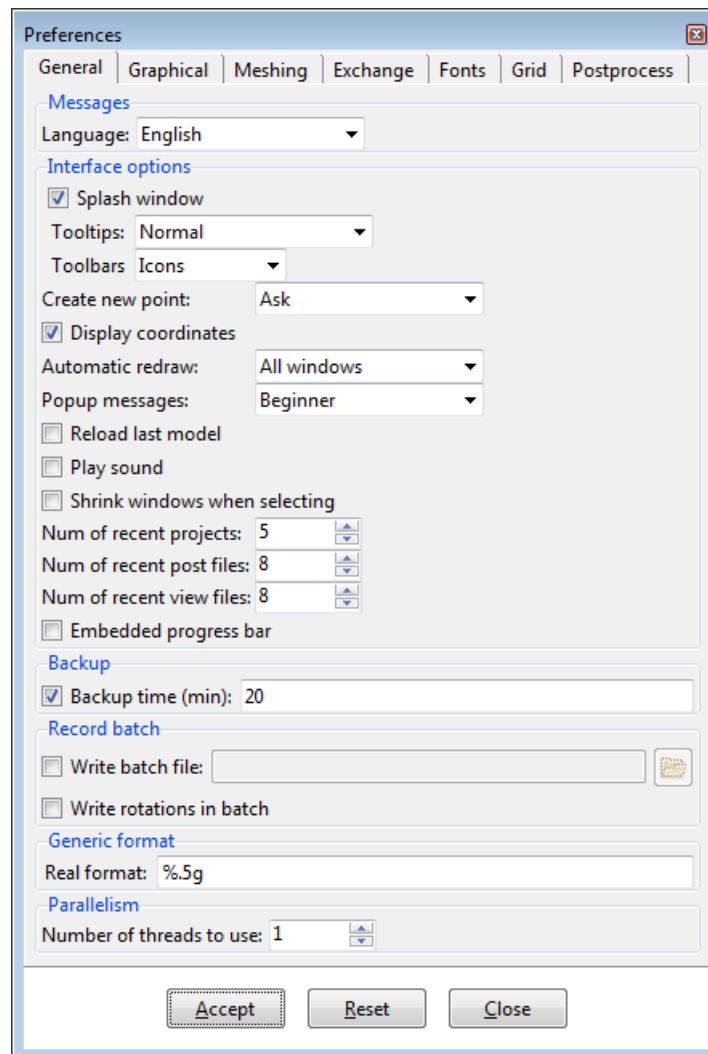 Preferences
General Graphical Meshing Exchange Fonts Grid Postprocess
Messages
Language: English
Interface options
Splash window
Tooltips: Normal
Toolbars Icons
Create new point: Ask
Display coordinates
Automatic redraw: All windows
Popup messages: Beginner
Reload last model
Play sound
Shrink windows when selecting
Num of recent projects: 5
Num of recent post files: 8
Num of recent view files: 8
Embedded progress bar
Backup
Backup time (min): 20
Record batch
Write batch file:
Write rotations in batch
Generic format
Real format: %.5g
Parallelism
Number of threads to use: 1
Accept Reset Close